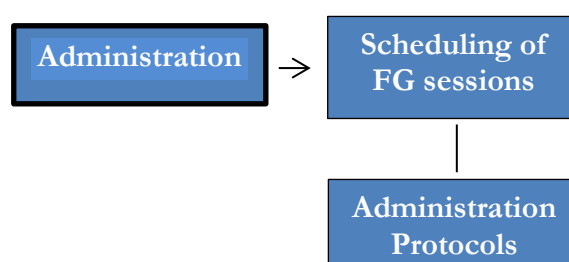 Administration
Scheduling of
FG sessions
Administration
Protocols